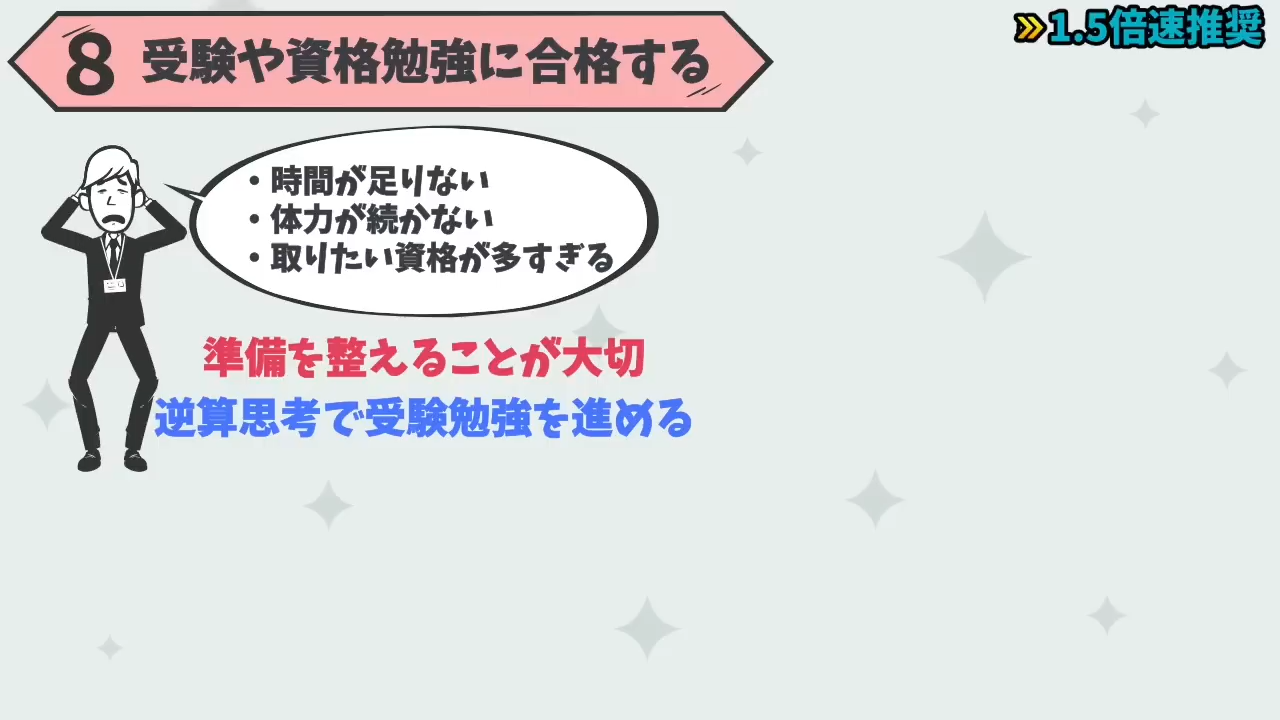 8 受験や資格勉強に合格する
1.5倍速推奨
・時間が足りない
・体力が続かない
・取りたい資格が多すぎる
準備を整えることが大切
逆算思考で受験勉強を進める